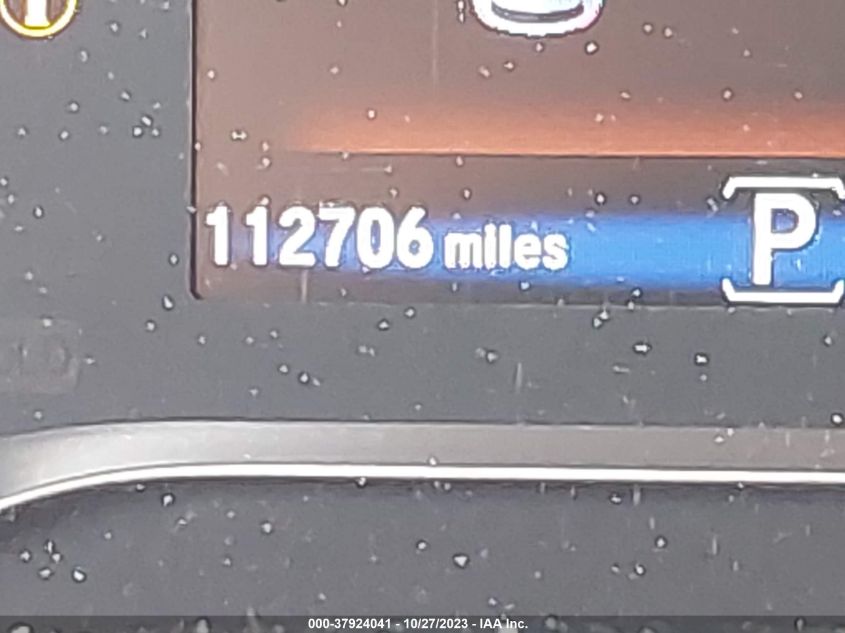 112706 miles
P
000-37924041 - 10/27/2023 - IAA Inc.